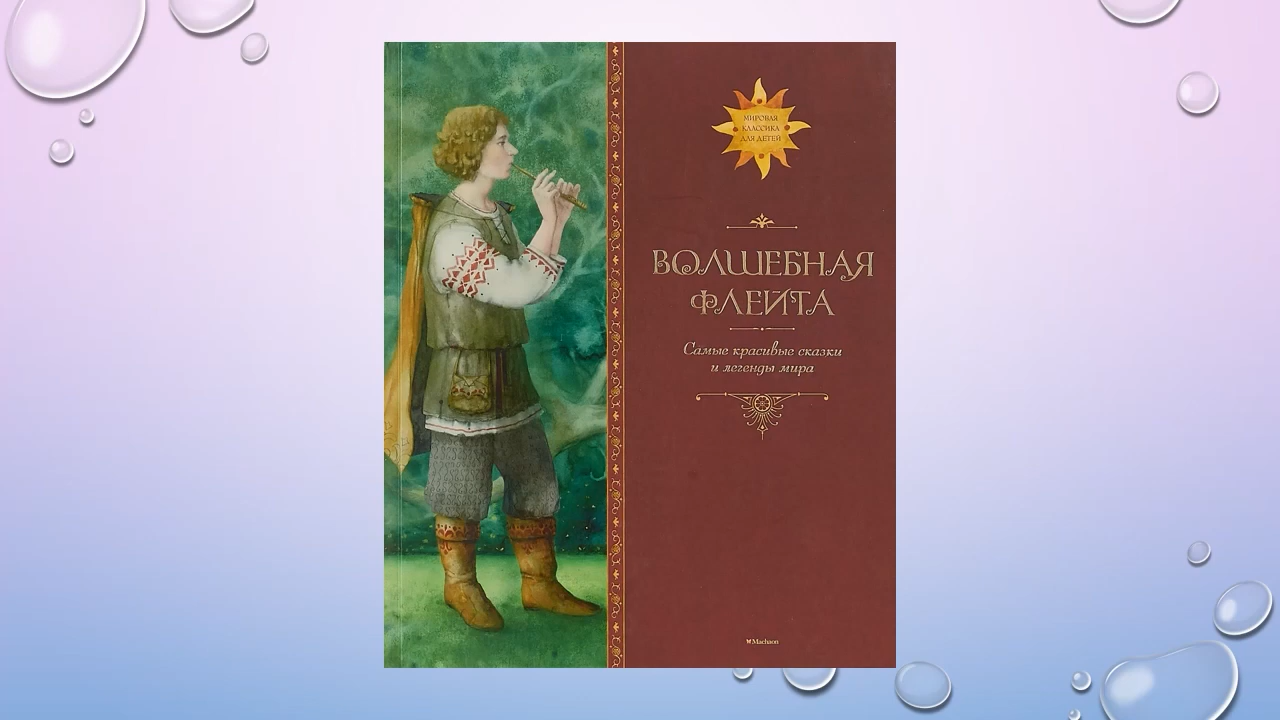 МИРОВАЯ
КЛАССИКА
ДЛЯ ДЕТЕЙ
ВОЛШЕБНАЯ
ФЛЕЙТА
Самые красивые сказки
и легенды мира
Machaon